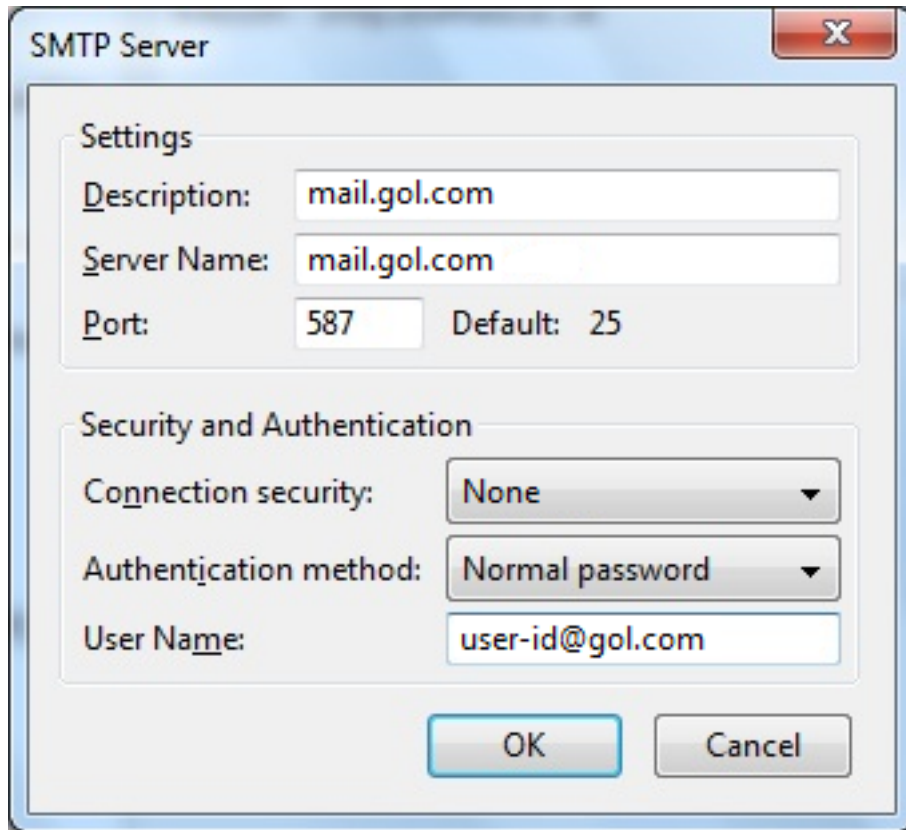 SMTP Server
Settings
Description: mail.gol.com
Server Name: mail.gol.com
Port: 587 Default: 25
Security and Authentication
Connection security: None
Authentication method: Normal password
User Name: user-id@gol.com
OK Cancel